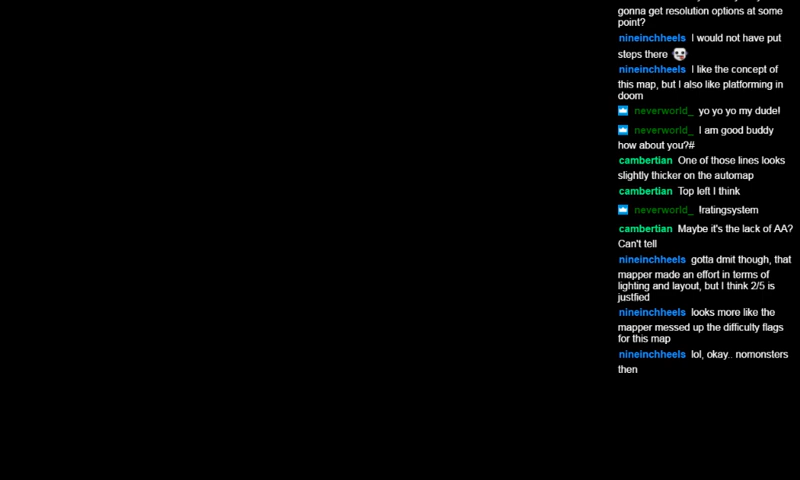 gonna get resolution options at some
point?
nineinchheels I would not have put
steps there
nineinchheels I like the concept of
this map, but I also like platforming in
doom
neverworld_ yo yo yo my dude!
neverworld_ I am good buddy
how about you?#
cambertian One of those lines looks
slightly thicker on the automap
cambertian Top left I think
neverworld_ !ratingsystem
cambertian Maybe it's the lack of AA?
Can't tell
nineinchheels gotta dmit though, that
mapper made an effort in terms of
lighting and layout, but I think 2/5 is
justfied
nineinchheels looks more like the
mapper messed up the difficulty flags
for this map
nineinchheels lol, okay.. nomonsters
then